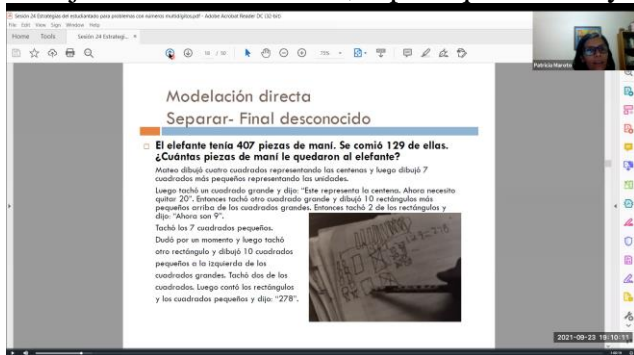 Sesión 24 Estrategias del estudiantado para problemas con números multidígitos.pdf - Adobe Acrobat Reader DC (32-bit)
File Edit View Sign Window Help
Home Tools Sesión 24 Estrategi... ×
75%
Patricia Maroto
Modelación directa
Separar- Final desconocido
El elefante tenía 407 piezas de maní. Se comió 129 de ellas.
¿Cuántas piezas de maní le quedaron al elefante?
Mateo dibujó cuatro cuadrados representando las centenas y luego dibujó 7
cuadrados más pequeños representando las unidades.
Luego tachó un cuadrado grande y dijo: "Este representa la centena. Ahora necesito
quitar 20". Entonces tachó otro cuadrado grande y dibujó 10 rectángulos más
pequeños arriba de los cuadrados grandes. Entonces tachó 2 de los rectángulos y
dijo: "Ahora son 9".
Tachó los 7 cuadrados pequeños.
Dudó por un momento y luego tachó
otro rectángulo y dibujó 10 cuadrados
pequeños a la izquierda de los
cuadrados grandes. Tachó dos de los
cuadrados. Luego contó los rectángulos
y los cuadrados pequeños y dijo: "278".
2021-09-23 19:10:11